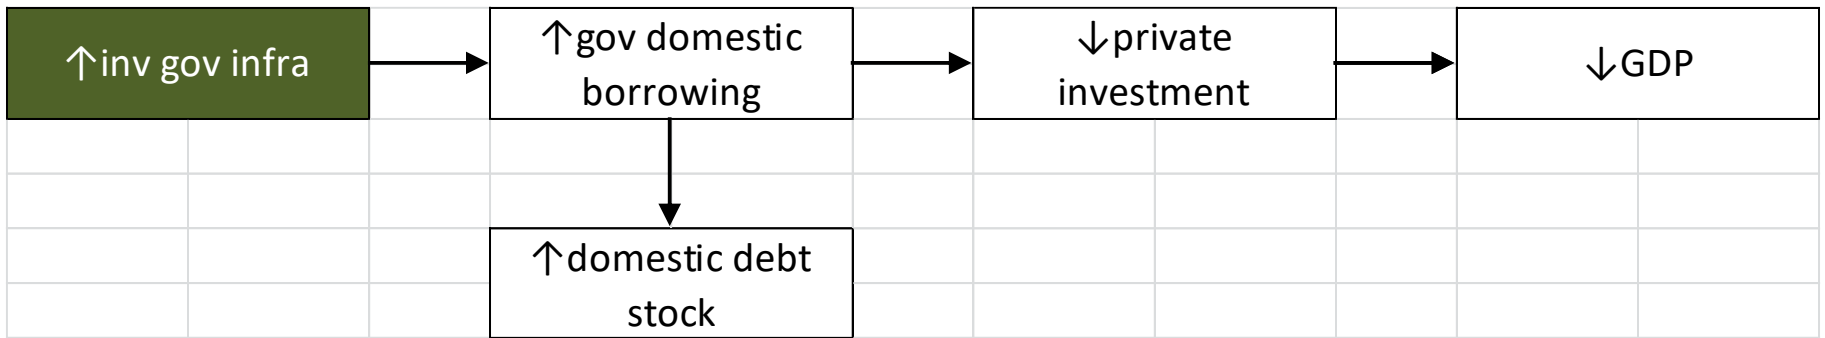 ↑inv gov infra
↑gov domestic
borrowing
↓private
investment
↓GDP
↑domestic debt
stock